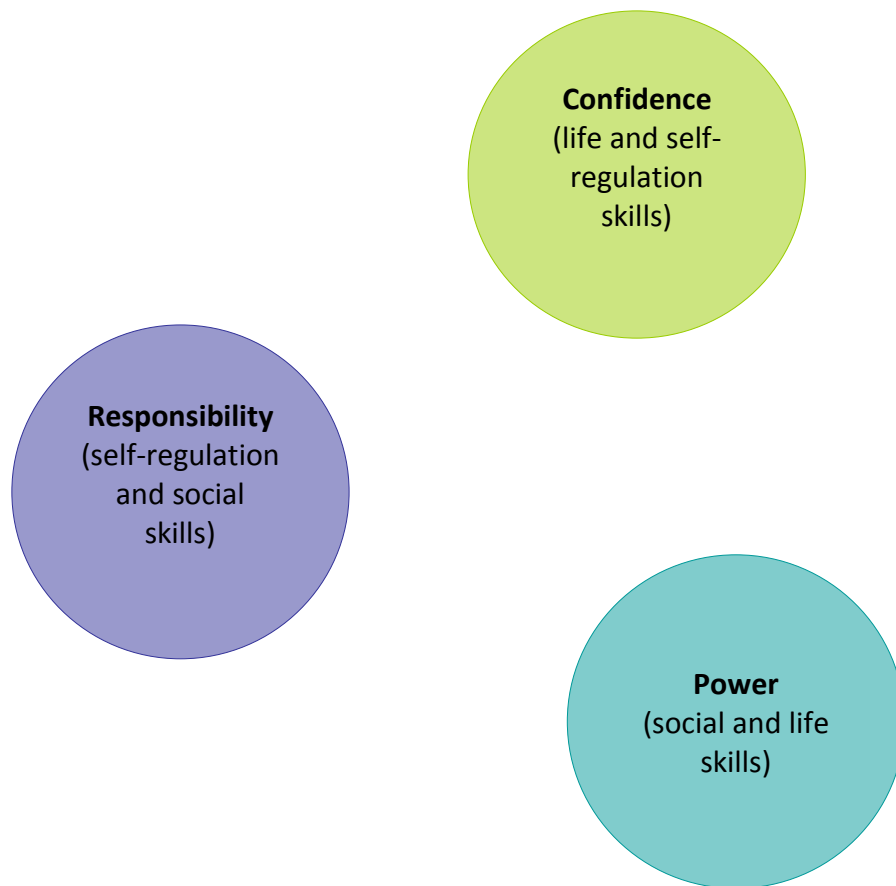 Confidence
(life and self-
regulation
skills)
Responsibility
(self-regulation
and social
skills)
Power
(social and life
skills)